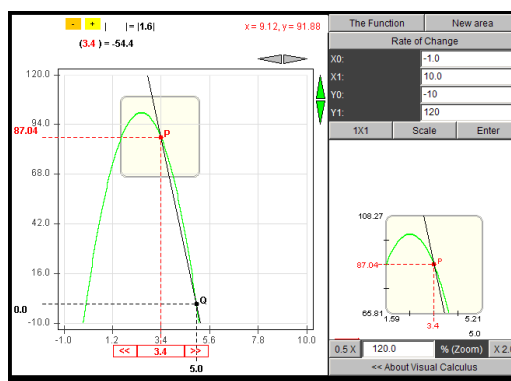 - + | |= |1.6|
x = 9.12, y = 91.88
(3.4 ) = -54.4
120.0
94.0
87.04
68.0
42.0
16.0
0.0
-10.0
P
Q
-1.0 1.2 3.4 5.6 7.8 10.0
<< 3.4 >>
5.0
The Function New area
Rate of Change
X0: -1.0
X1: 10.0
Y0: -10
Y1: 120
1X1 Scale Enter
108.27
87.04
P
65.81
1.59 5.21
3.4
5.0
0.5 X 120.0 % (Zoom) X 2.
<< About Visual Calculus